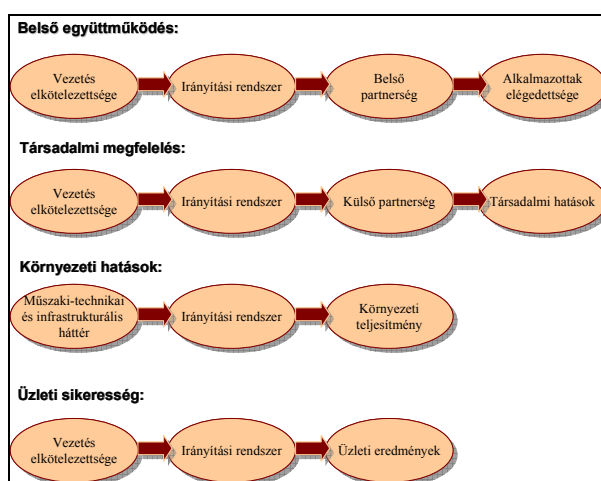 Belső együttműködés:
Vezetés
elkötelezettsége
Irányítási rendszer
Belső
partnerség
Alkalmazottak
elégedettsége
Társadalmi megfelelés:
Vezetés
elkötelezettsége
Irányítási rendszer
Külső partnerség
Társadalmi hatások
Környezeti hatások:
Műszaki-technikai
és infrastrukturális
háttér
Irányítási rendszer
Környezeti
teljesítmény
Üzleti sikeresség:
Vezetés
elkötelezettsége
Irányítási rendszer
Üzleti eredmények